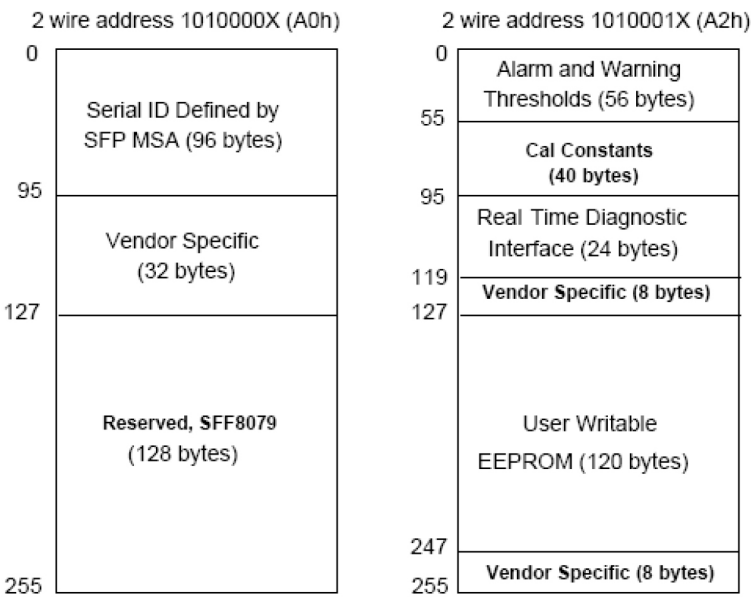 2 wire address 1010000X (A0h)
0
Serial ID Defined by
SFP MSA (96 bytes)
95
Vendor Specific
(32 bytes)
127
Reserved, SFF8079
(128 bytes)
255
2 wire address 1010001X (A2h)
0
Alarm and Warning
Thresholds (56 bytes)
55
Cal Constants
(40 bytes)
95
Real Time Diagnostic
Interface (24 bytes)
119
Vendor Specific (8 bytes)
127
User Writable
EEPROM (120 bytes)
247
Vendor Specific (8 bytes)
255